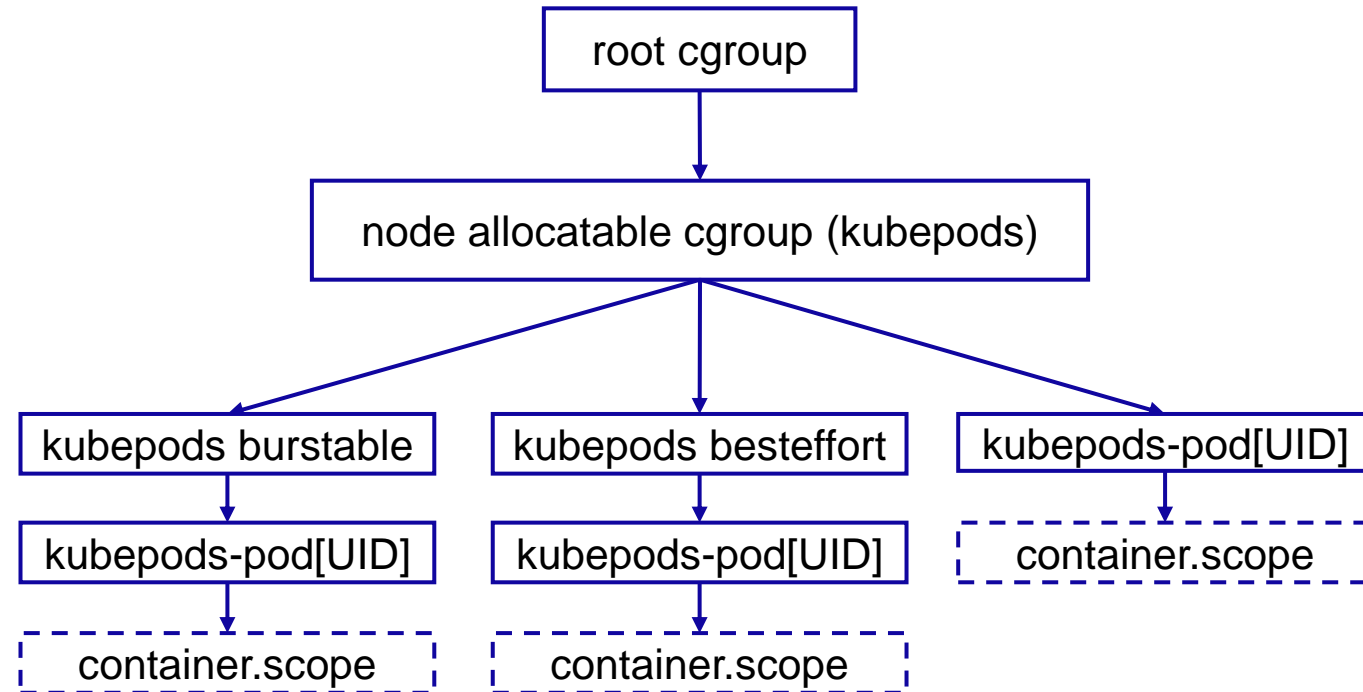 root cgroup
node allocatable cgroup (kubepods)
kubepods burstable
kubepods besteffort
kubepods-pod[UID]
kubepods-pod[UID]
kubepods-pod[UID]
container.scope
container.scope
container.scope